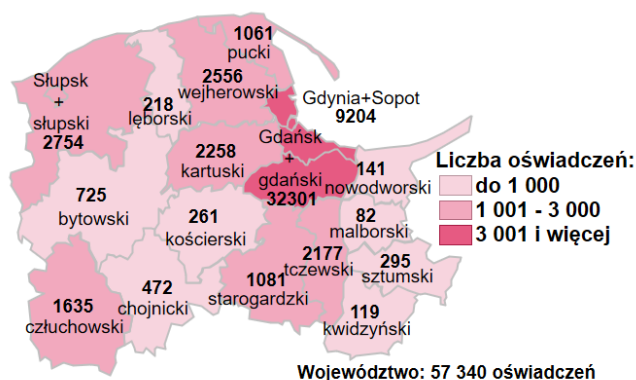 1061
pucki
2556
wejherowski
Słupsk
+
słupski
2754
218
lęborski
Gdynia+Sopot
9204
Gdańsk
+
gdański
32301
2258
kartuski
141
nowodworski
725
bytowski
261
kościerski
82
malborski
2177
tczewski
295
sztumski
1081
starogardzki
472
chojnicki
1635
człuchowski
119
kwidzyński
Liczba oświadczeń:
do 1 000
1 001 - 3 000
3 001 i więcej
Województwo: 57 340 oświadczeń